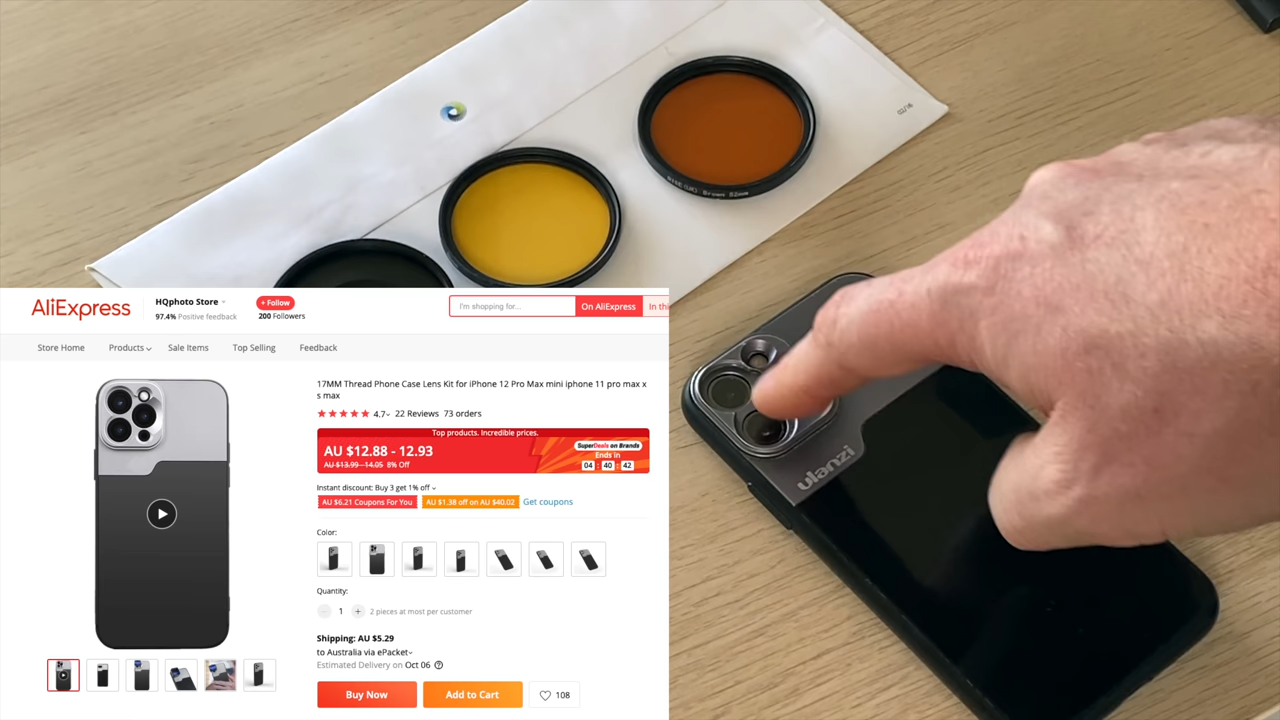 02/16
52mm
ulanzi
AliExpress
HQphoto Store
97.4% Positive feedback
+ Follow
200 Followers
I'm shopping for...
On AliExpress
In thi
Store Home
Products
Sale Items
Top Selling
Feedback
17MM Thread Phone Case Lens Kit for iPhone 12 Pro Max mini iphone 11 pro max x
s max
4.7
22 Reviews
73 orders
Top products. Incredible prices.
AU $12.88 - 12.93
AU $13.99 - 14.05 8% Off
SuperDeals on Brands
Ends in
04 : 40 : 42
Instant discount: Buy 3 get 1% off
AU $6.21 Coupons For You
AU $1.38 off on AU $40.02
Get coupons
Color:
Quantity:
1
2 pieces at most per customer
Shipping: AU $5.29
to Australia via ePacket
Estimated Delivery on Oct 06
Buy Now
Add to Cart
108